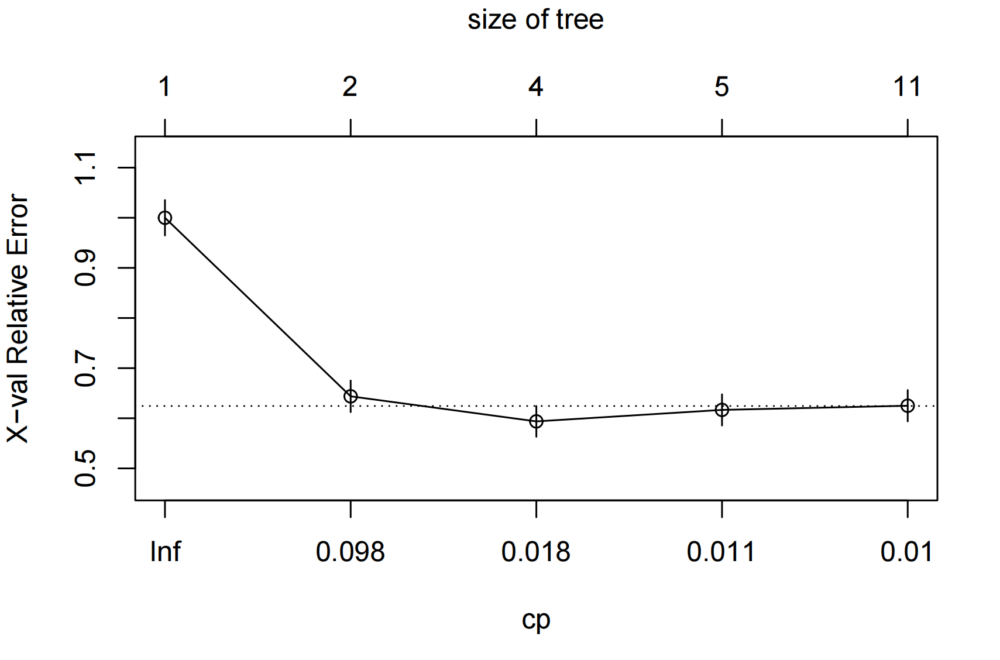 size of tree
1 2 4 5 11
X−val Relative Error
1.1
0.9
0.7
0.5
Inf 0.098 0.018 0.011 0.01
cp